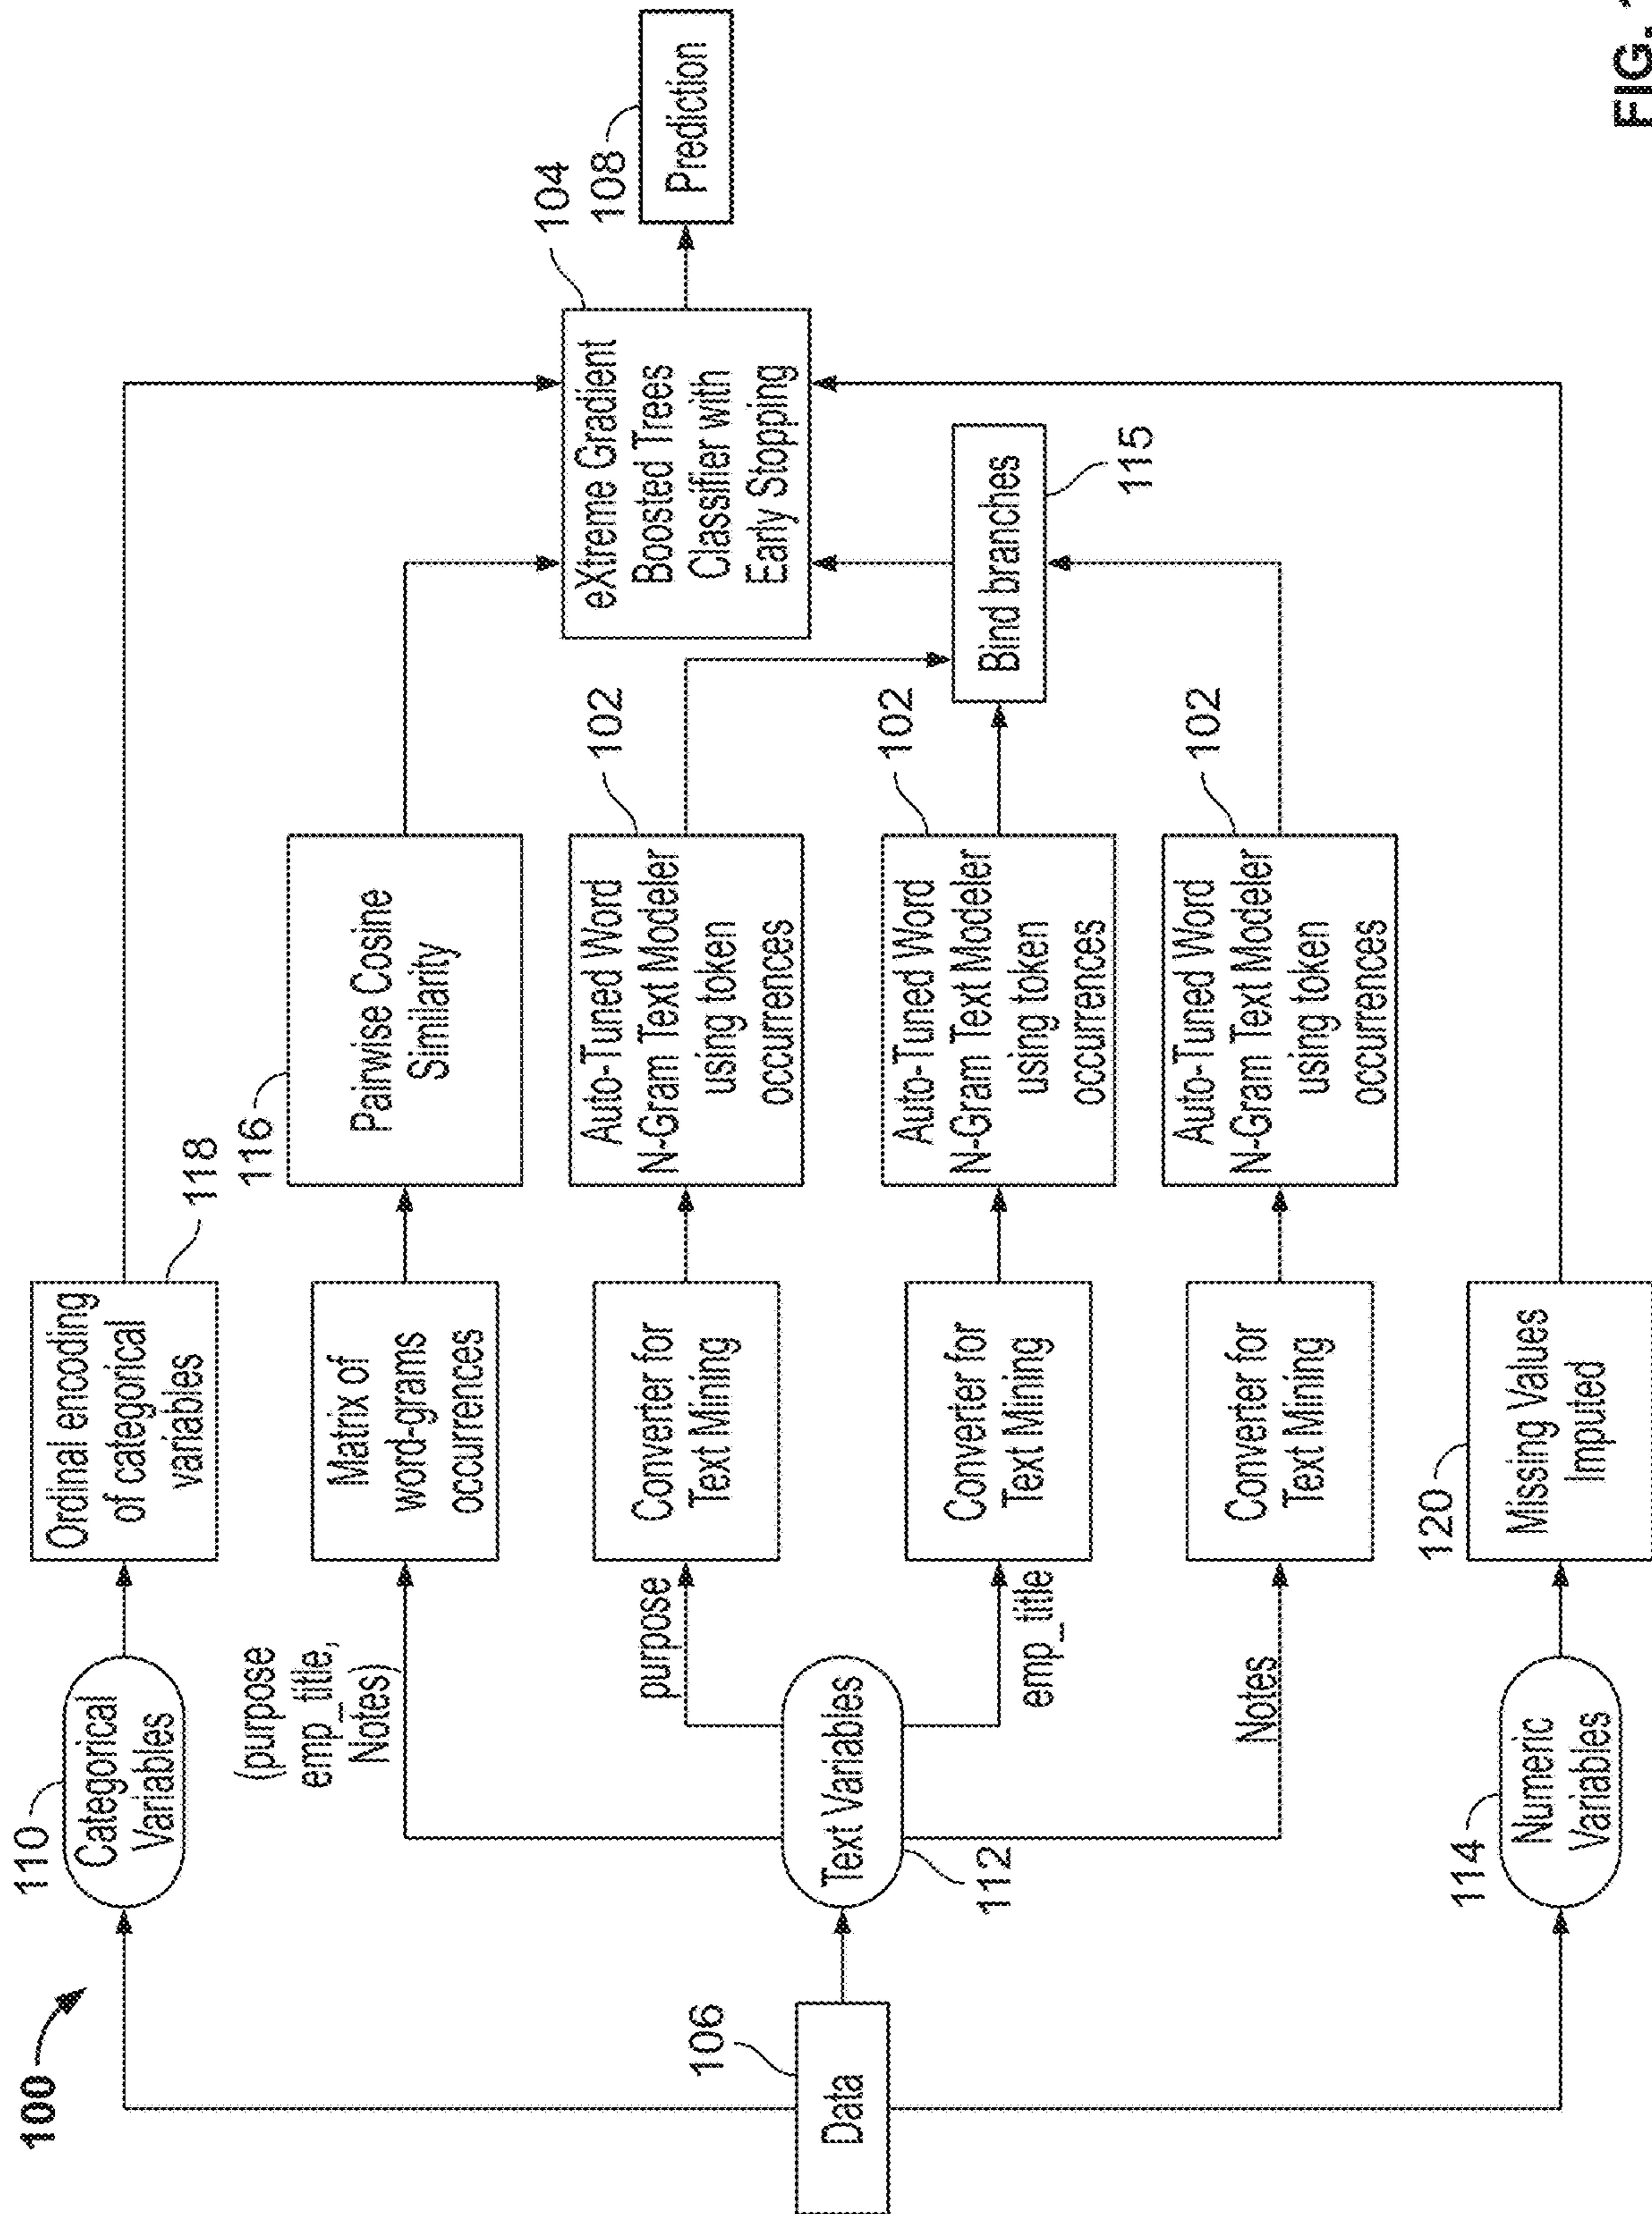 100
106
Data
110
Categorical
Variables
118
Ordinal encoding
of categorical
variables
(purpose
emp_title,
Notes)
Matrix of
word-grams
occurrences
116
Pairwise Cosine
Similarity
112
Text Variables
purpose
Converter for
Text Mining
102
Auto-Tuned Word
N-Gram Text Modeler
using token
occurrences
emp_title
Converter for
Text Mining
102
Auto-Tuned Word
N-Gram Text Modeler
using token
occurrences
Notes
Converter for
Text Mining
102
Auto-Tuned Word
N-Gram Text Modeler
using token
occurrences
114
Numeric
Variables
120
Missing Values
Imputed
Bind branches
115
104
eXtreme Gradient
Boosted Trees
Classifier with
Early Stopping
108
Prediction
FIG.